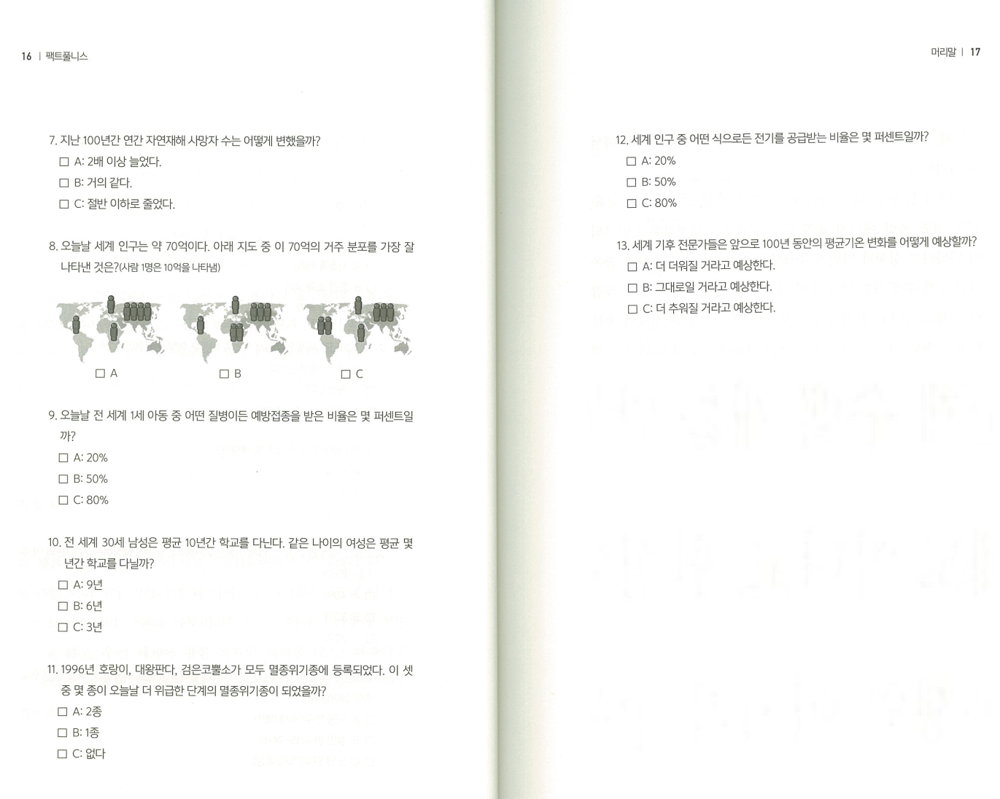 16 | 팩트풀니스
7. 지난 100년간 연간 자연재해 사망자 수는 어떻게 변했을까?
□ A: 2배 이상 늘었다.
□ B: 거의 같다.
□ C: 절반 이하로 줄었다.
8. 오늘날 세계 인구는 약 70억이다. 아래 지도 중 이 70억의 거주 분포를 가장 잘
나타낸 것은?(사람 1명은 10억을 나타냄)
□ A
□ B
□ C
9. 오늘날 전 세계 1세 아동 중 어떤 질병이든 예방접종을 받은 비율은 몇 퍼센트일
까?
□ A: 20%
□ B: 50%
□ C: 80%
10. 전 세계 30세 남성은 평균 10년간 학교를 다닌다. 같은 나이의 여성은 평균 몇
년간 학교를 다닐까?
□ A: 9년
□ B: 6년
□ C: 3년
11. 1996년 호랑이, 대왕판다, 검은코뿔소가 모두 멸종위기종에 등록되었다. 이 셋
중 몇 종이 오늘날 더 위급한 단계의 멸종위기종이 되었을까?
□ A: 2종
□ B: 1종
□ C: 없다
머리말 | 17
12. 세계 인구 중 어떤 식으로든 전기를 공급받는 비율은 몇 퍼센트일까?
□ A: 20%
□ B: 50%
□ C: 80%
13. 세계 기후 전문가들은 앞으로 100년 동안의 평균기온 변화를 어떻게 예상할까?
□ A: 더 더워질 거라고 예상한다.
□ B: 그대로일 거라고 예상한다.
□ C: 더 추워질 거라고 예상한다.